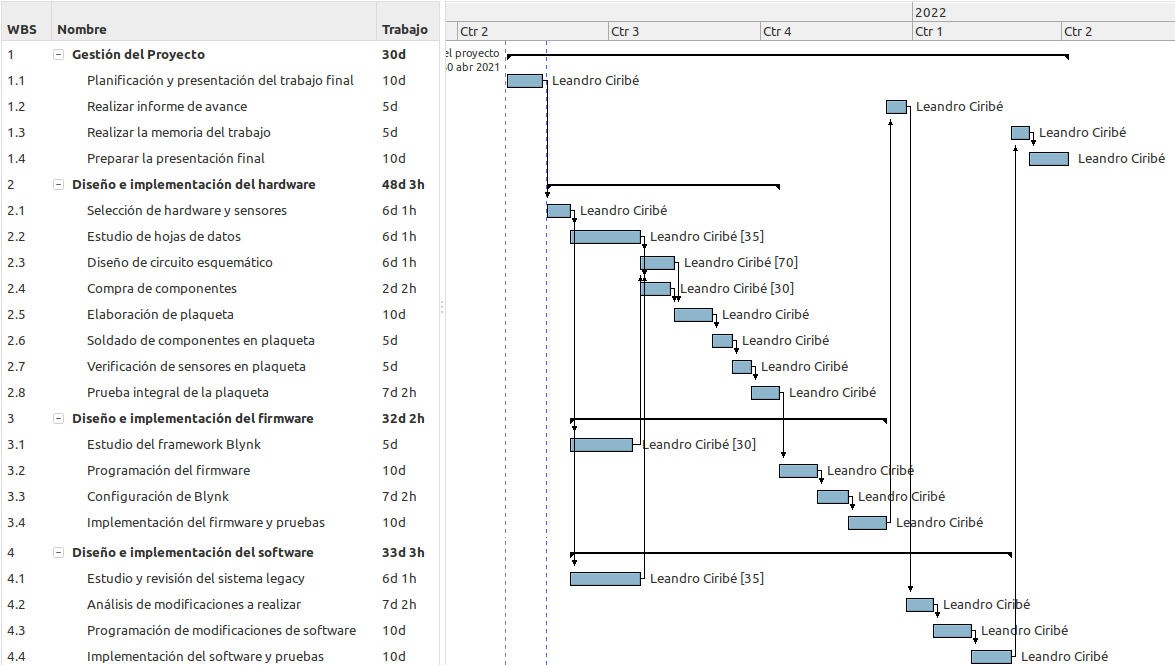 2022
WBS Nombre Trabajo Ctr 2 Ctr 3 Ctr 4 Ctr 1 Ctr 2
1 Gestión del Proyecto 30d el proyecto
0 abr 2021
1.1 Planificación y presentación del trabajo final 10d Leandro Ciribé
1.2 Realizar informe de avance 5d Leandro Ciribé
1.3 Realizar la memoria del trabajo 5d Leandro Ciribé
1.4 Preparar la presentación final 10d Leandro Ciribé
2 Diseño e implementación del hardware 48d 3h
2.1 Selección de hardware y sensores 6d 1h Leandro Ciribé
2.2 Estudio de hojas de datos 6d 1h Leandro Ciribé [35]
2.3 Diseño de circuito esquemático 6d 1h Leandro Ciribé [70]
2.4 Compra de componentes 2d 2h Leandro Ciribé [30]
2.5 Elaboración de plaqueta 10d Leandro Ciribé
2.6 Soldado de componentes en plaqueta 5d Leandro Ciribé
2.7 Verificación de sensores en plaqueta 5d Leandro Ciribé
2.8 Prueba integral de la plaqueta 7d 2h Leandro Ciribé
3 Diseño e implementación del firmware 32d 2h
3.1 Estudio del framework Blynk 5d Leandro Ciribé [30]
3.2 Programación del firmware 10d Leandro Ciribé
3.3 Configuración de Blynk 7d 2h Leandro Ciribé
3.4 Implementación del firmware y pruebas 10d Leandro Ciribé
4 Diseño e implementación del software 33d 3h
4.1 Estudio y revisión del sistema legacy 6d 1h Leandro Ciribé [35]
4.2 Análisis de modificaciones a realizar 7d 2h Leandro Ciribé
4.3 Programación de modificaciones de software 10d Leandro Ciribé
4.4 Implementación del software y pruebas 10d Leandro Ciribé